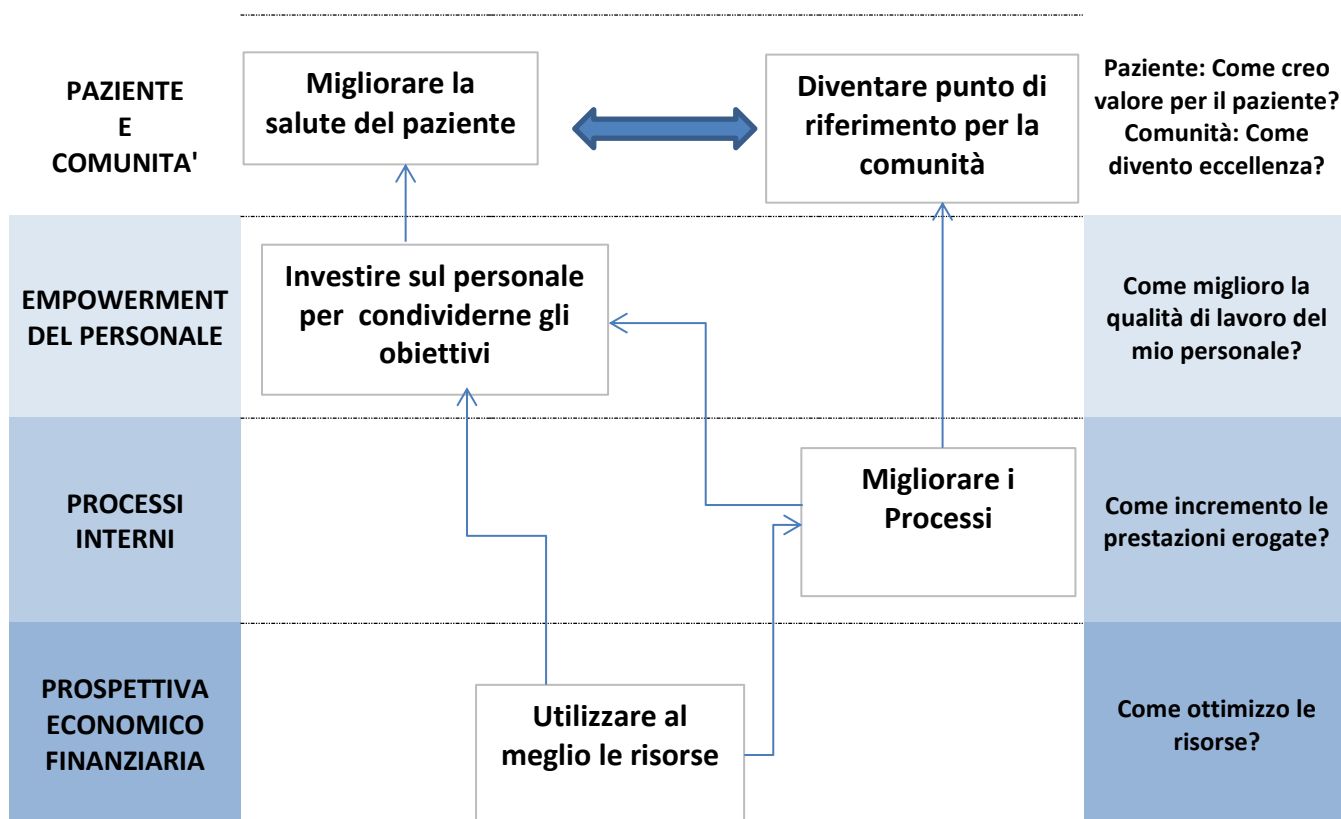 PAZIENTE
E
COMUNITA'
Migliorare la
salute del paziente
Diventare punto di
riferimento per la
comunità
Paziente: Come creo
valore per il paziente?
Comunità: Come
divento eccellenza?
EMPOWERMENT
DEL PERSONALE
Investire sul personale
per condividerne gli
obiettivi
Come miglioro la
qualità di lavoro del
mio personale?
PROCESSI
INTERNI
Migliorare i
Processi
Come incremento le
prestazioni erogate?
PROSPETTIVA
ECONOMICO
FINANZIARIA
Utilizzare al
meglio le risorse
Come ottimizzo le
risorse?